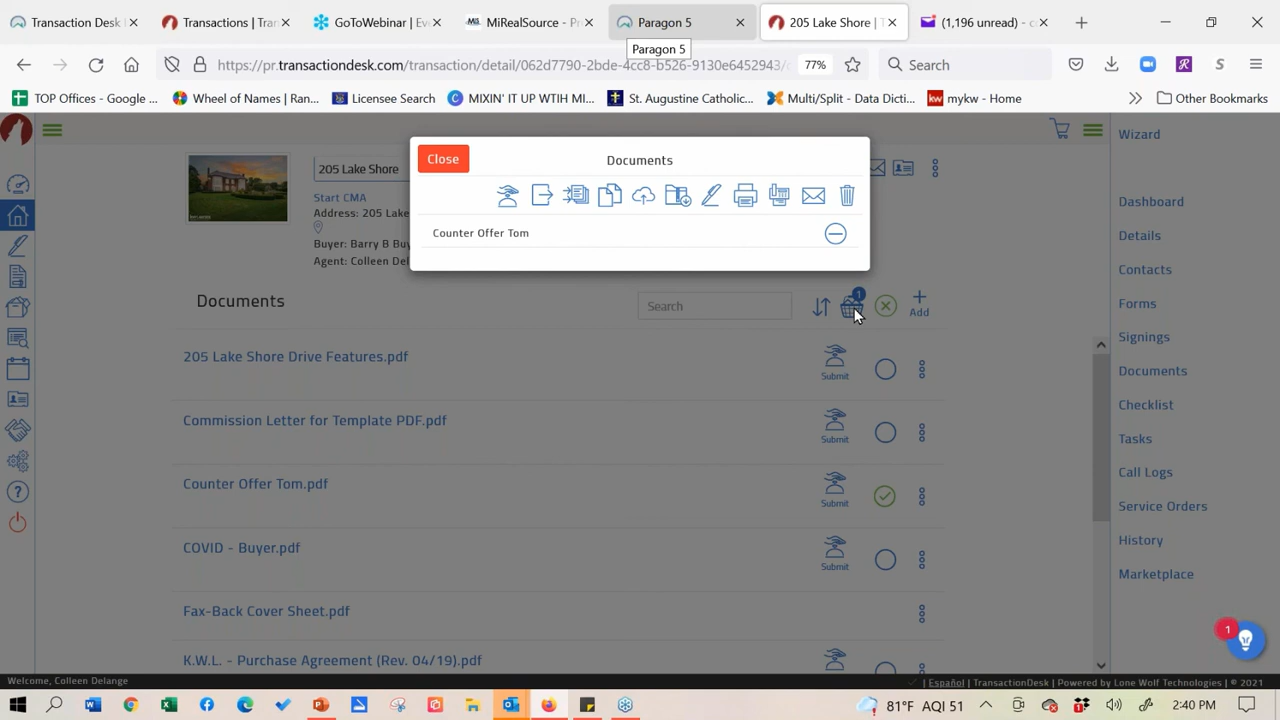 Transaction Desk
Transactions | Tran
GoToWebinar | Eve
MiRealSource - Pri
Paragon 5
205 Lake Shore | T
(1,196 unread) - c
Paragon 5
https://pr.transactiondesk.com/transaction/detail/062d7790-2bde-4cc8-b526-9130e6452943/
77%
Search
TOP Offices - Google ...
Wheel of Names | Ran...
Licensee Search
MIXIN' IT UP WTIH MI...
St. Augustine Catholic...
Multi/Split - Data Dicti...
mykw - Home
Other Bookmarks
Close
Documents
Counter Offer Tom
205 Lake Shore
Start CMA
Address: 205 Lake
Buyer: Barry B Buy
Agent: Colleen Delan
Documents
Search
1
Add
205 Lake Shore Drive Features.pdf
Submit
Commission Letter for Template PDF.pdf
Submit
Counter Offer Tom.pdf
Submit
COVID - Buyer.pdf
Submit
Fax-Back Cover Sheet.pdf
K.W.L. - Purchase Agreement (Rev. 04/19).pdf
Wizard
Dashboard
Details
Contacts
Forms
Signings
Documents
Checklist
Tasks
Call Logs
Service Orders
History
Marketplace
1
Welcome, Colleen Delange
Español | TransactionDesk | Powered by Lone Wolf Technologies | © 2021
81°F AQI 51
2:40 PM